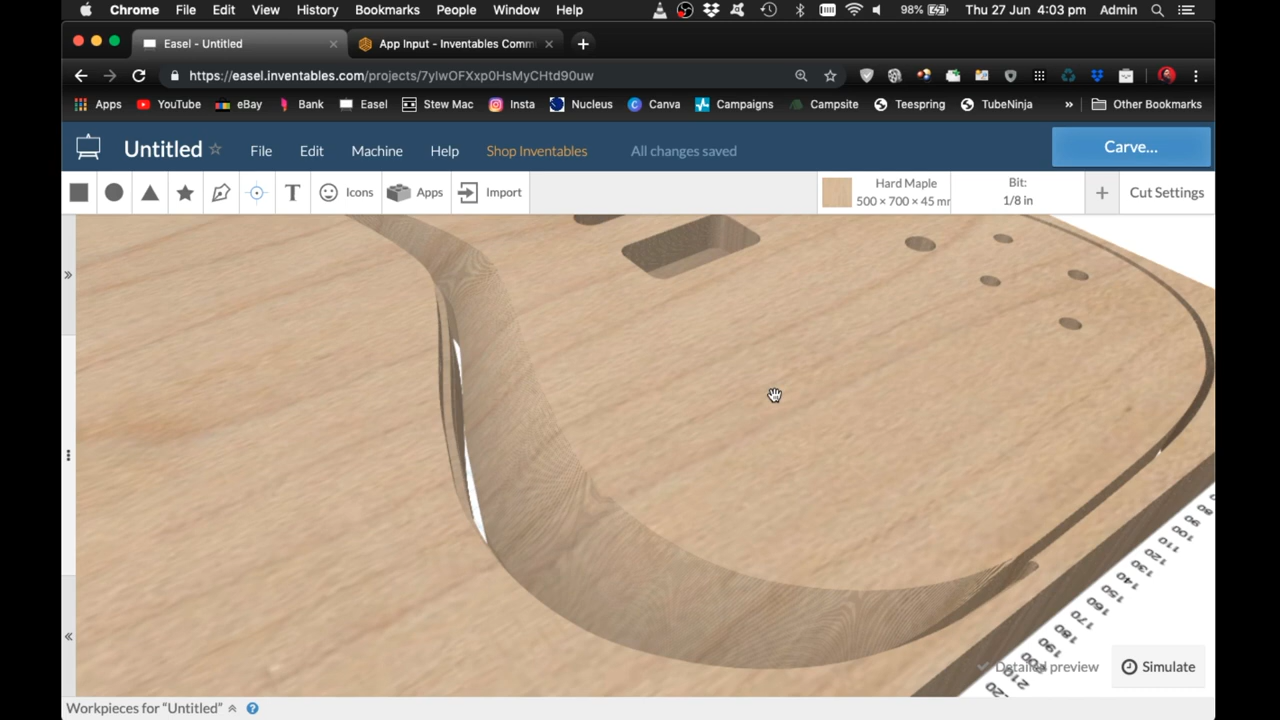 Chrome File Edit View History Bookmarks People Window Help 98% Thu 27 Jun 4:03 pm Admin
Easel - Untitled App Input - Inventables Comm
https://easel.inventables.com/projects/7ylwOFXxp0HsMyCHtd90uw
Apps YouTube eBay Bank Easel Stew Mac Insta Nucleus Canva Campaigns Campsite Teespring TubeNinja » Other Bookmarks
Untitled File Edit Machine Help Shop Inventables All changes saved Carve...
T Icons Apps Import Hard Maple 500 × 700 × 45 mm Bit: 1/8 in + Cut Settings
80
90
100
110
120
130
140
150
160
170
180
190
200
210
Detailed preview Simulate
Workpieces for “Untitled” ?